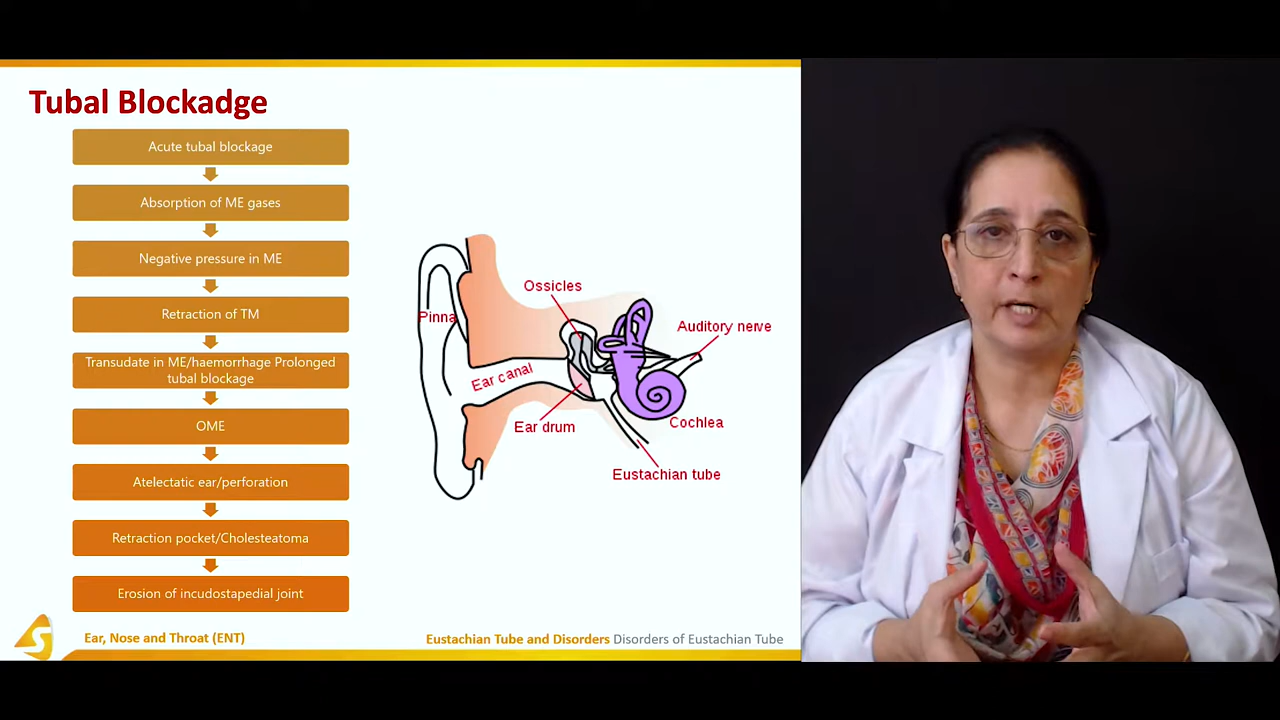 Tubal Blockadge
Acute tubal blockage
Absorption of ME gases
Negative pressure in ME
Retraction of TM
Transudate in ME/haemorrhage Prolonged
tubal blockage
OME
Atelectatic ear/perforation
Retraction pocket/Cholesteatoma
Erosion of incudostapedial joint
Ossicles
Pinna
Auditory nerve
Ear canal
Ear drum
Cochlea
Eustachian tube
S
Ear, Nose and Throat (ENT)
Eustachian Tube and Disorders Disorders of Eustachian Tube